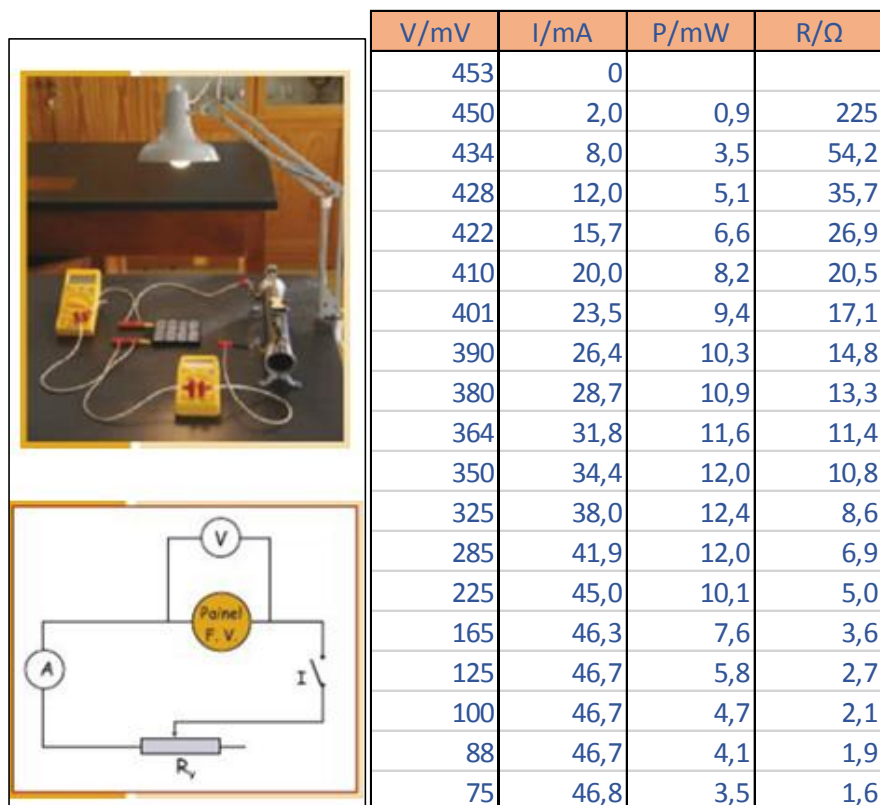 V/mV I/mA P/mW R/Ω
453 0
450 2,0 0,9 225
434 8,0 3,5 54,2
428 12,0 5,1 35,7
422 15,7 6,6 26,9
410 20,0 8,2 20,5
401 23,5 9,4 17,1
390 26,4 10,3 14,8
380 28,7 10,9 13,3
364 31,8 11,6 11,4
350 34,4 12,0 10,8
325 38,0 12,4 8,6
285 41,9 12,0 6,9
225 45,0 10,1 5,0
165 46,3 7,6 3,6
125 46,7 5,8 2,7
100 46,7 4,7 2,1
88 46,7 4,1 1,9
75 46,8 3,5 1,6
V
Painel
F. V.
A
I
Rv